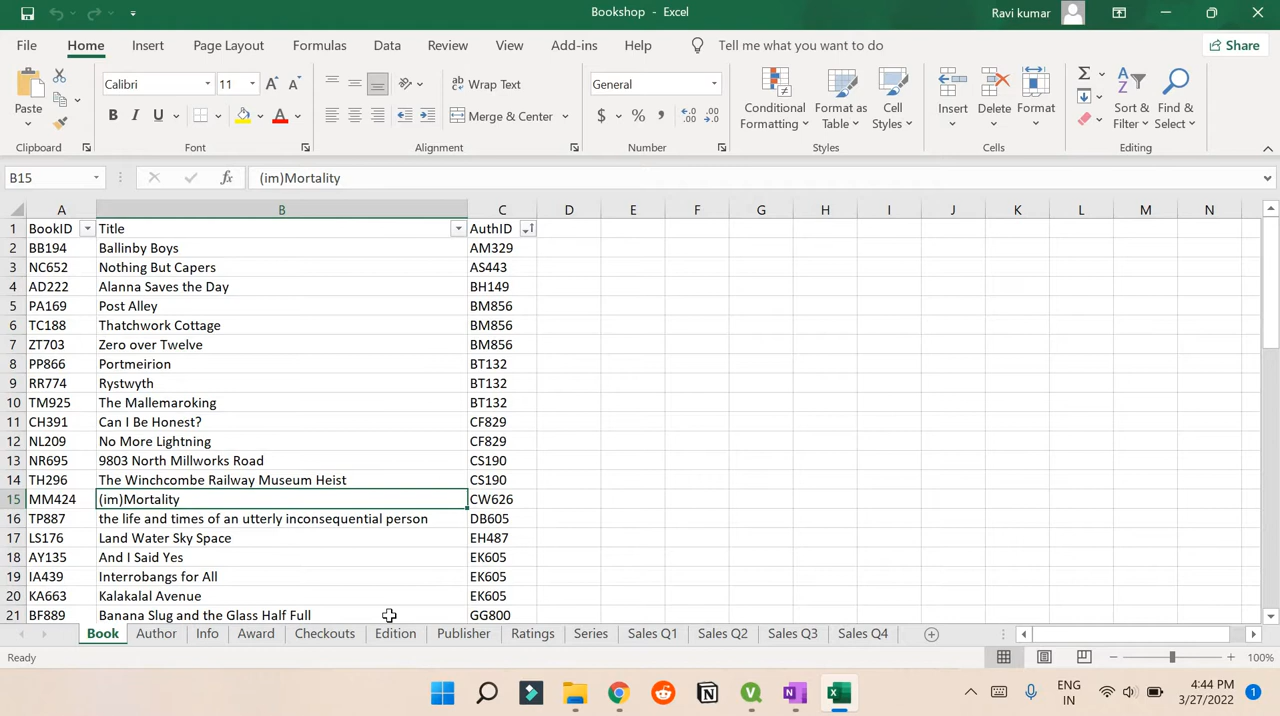 Bookshop - Excel
Ravi kumar
File Home Insert Page Layout Formulas Data Review View Add-ins Help Tell me what you want to do Share
Paste
Calibri 11 A A
B I U A
ab Wrap Text
Merge & Center
General
$ % ,
Conditional Formatting
Format as Table
Cell Styles
Insert Delete Format
Sort & Filter
Find & Select
Clipboard Font Alignment Number Styles Cells Editing
B15 fx (im)Mortality
A B C D E F G H I J K L M N
1 BookID Title AuthID
2 BB194 Ballinby Boys AM329
3 NC652 Nothing But Capers AS443
4 AD222 Alanna Saves the Day BH149
5 PA169 Post Alley BM856
6 TC188 Thatchwork Cottage BM856
7 ZT703 Zero over Twelve BM856
8 PP866 Portmeirion BT132
9 RR774 Rystwyth BT132
10 TM925 The Mallemaroking BT132
11 CH391 Can I Be Honest? CF829
12 NL209 No More Lightning CF829
13 NR695 9803 North Millworks Road CS190
14 TH296 The Winchcombe Railway Museum Heist CS190
15 MM424 (im)Mortality CW626
16 TP887 the life and times of an utterly inconsequential person DB605
17 LS176 Land Water Sky Space EH487
18 AY135 And I Said Yes EK605
19 IA439 Interrobangs for All EK605
20 KA663 Kalakalal Avenue EK605
21 BF889 Banana Slug and the Glass Half Full GG800
Book Author Info Award Checkouts Edition Publisher Ratings Series Sales Q1 Sales Q2 Sales Q3 Sales Q4
Ready 100%
ENG IN
4:44 PM
3/27/2022
1